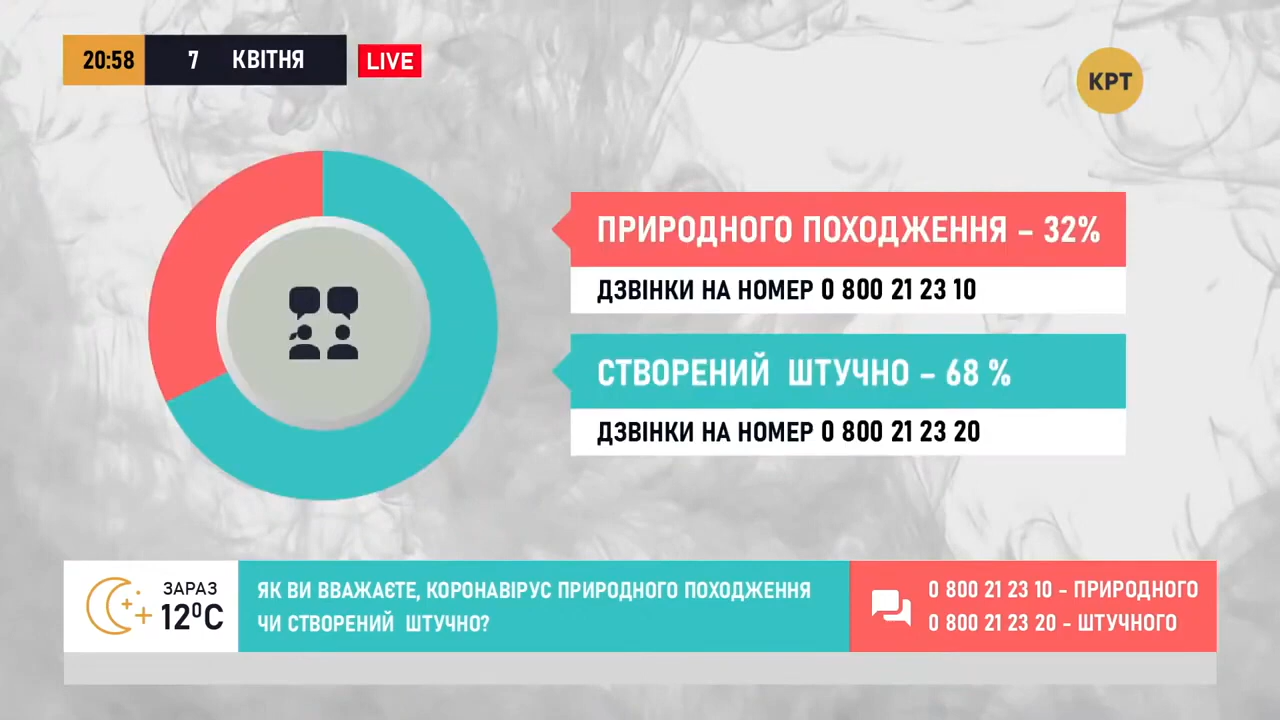 20:58 7 КВІТНЯ LIVE
КРТ
ПРИРОДНОГО ПОХОДЖЕННЯ – 32%
ДЗВІНКИ НА НОМЕР 0 800 21 23 10
СТВОРЕНИЙ ШТУЧНО – 68 %
ДЗВІНКИ НА НОМЕР 0 800 21 23 20
ЗАРАЗ
12⁰C
ЯК ВИ ВВАЖАЄТЕ, КОРОНАВІРУС ПРИРОДНОГО ПОХОДЖЕННЯ
ЧИ СТВОРЕНИЙ ШТУЧНО?
0 800 21 23 10 – ПРИРОДНОГО
0 800 21 23 20 – ШТУЧНОГО